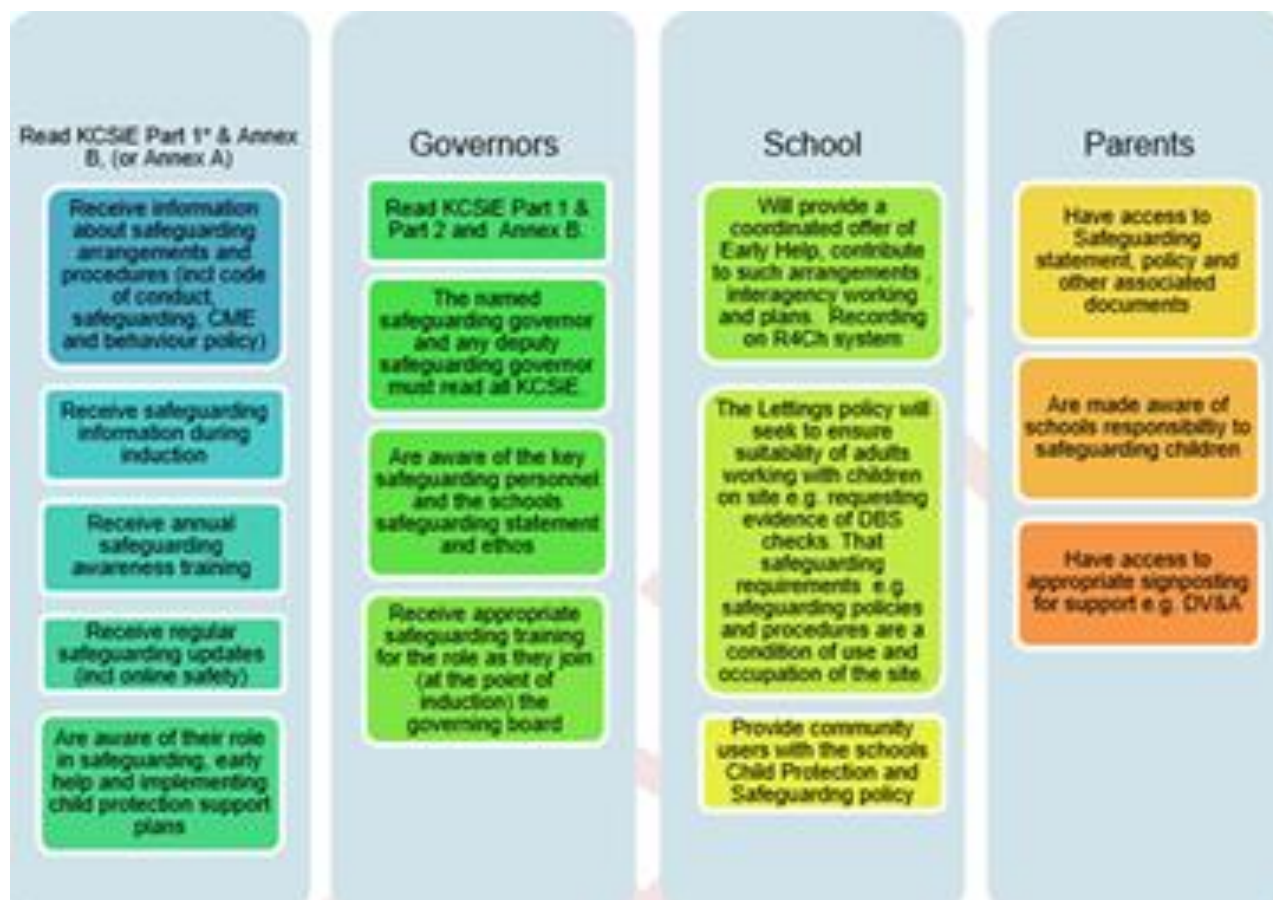 Read KCSiE Part 1* & Annex
B, (or Annex A)
Receive information
about safeguarding
arrangements and
procedures (incl code
of conduct,
safeguarding, CME
and behaviour policy)
Receive safeguarding
information during
induction
Receive annual
safeguarding
awareness training
Receive regular
safeguarding updates
(incl online safety)
Are aware of their role
in safeguarding, early
help and implementing
child protection support
plans
Governors
Read KCSiE Part 1 &
Part 2 and Annex B
The named
safeguarding governor
and any deputy
safeguarding governor
must read all KCSiE
Are aware of the key
safeguarding personnel
and the schools
safeguarding statement
and ethos
Receive appropriate
safeguarding training
for the role as they join
(at the point of
induction) the
governing board
School
Will provide a
coordinated offer of
Early Help, contribute
to such arrangements ,
interagency working
and plans. Recording
on R4Ch system
The Lettings policy will
seek to ensure
suitability of adults
working with children
on site e.g. requesting
evidence of DBS
checks. That
safeguarding
requirements e.g
safeguarding policies
and procedures are a
condition of use and
occupation of the site.
Provide community
users with the schools
Child Protection and
Safeguardng policy
Parents
Have access to
Safeguarding
statement, policy and
other associated
documents
Are made aware of
schools responsibiltiy to
safeguarding children
Have access to
appropriate signposting
for support e.g. DV&A